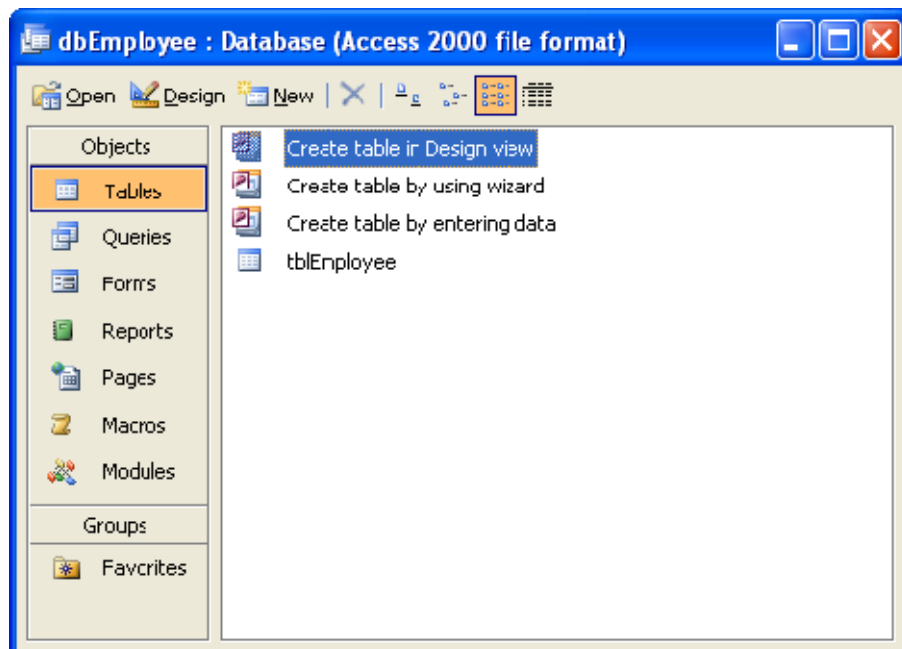 dbEmployee : Database (Access 2000 file format)
Open Design New
Objects
Tables
Queries
Forms
Reports
Pages
Macros
Modules
Groups
Favorites
Create table in Design view
Create table by using wizard
Create table by entering data
tblEmployee